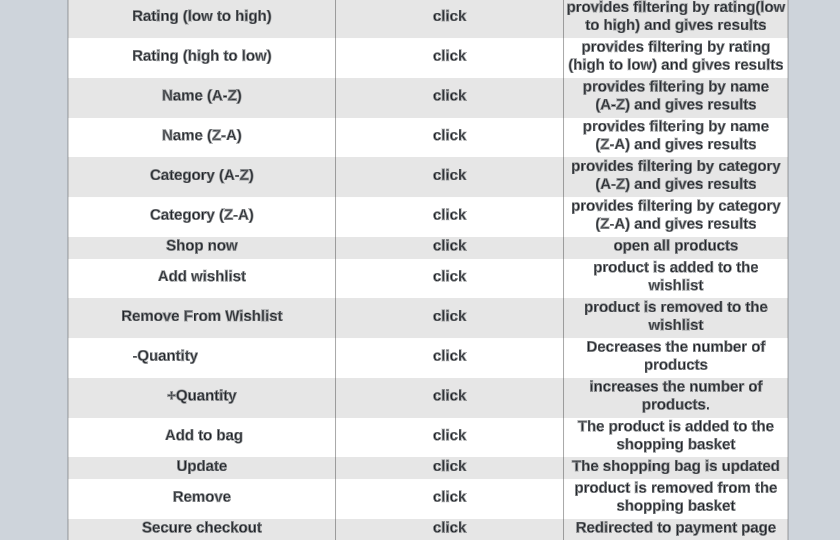 Rating (low to high) click provides filtering by rating(low
to high) and gives results
Rating (high to low) click provides filtering by rating
(high to low) and gives results
Name (A-Z) click provides filtering by name
(A-Z) and gives results
Name (Z-A) click provides filtering by name
(Z-A) and gives results
Category (A-Z) click provides filtering by category
(A-Z) and gives results
Category (Z-A) click provides filtering by category
(Z-A) and gives results
Shop now click open all products
Add wishlist click product is added to the
wishlist
Remove From Wishlist click product is removed to the
wishlist
-Quantity click Decreases the number of
products
+Quantity click increases the number of
products.
Add to bag click The product is added to the
shopping basket
Update click The shopping bag is updated
Remove click product is removed from the
shopping basket
Secure checkout click Redirected to payment page